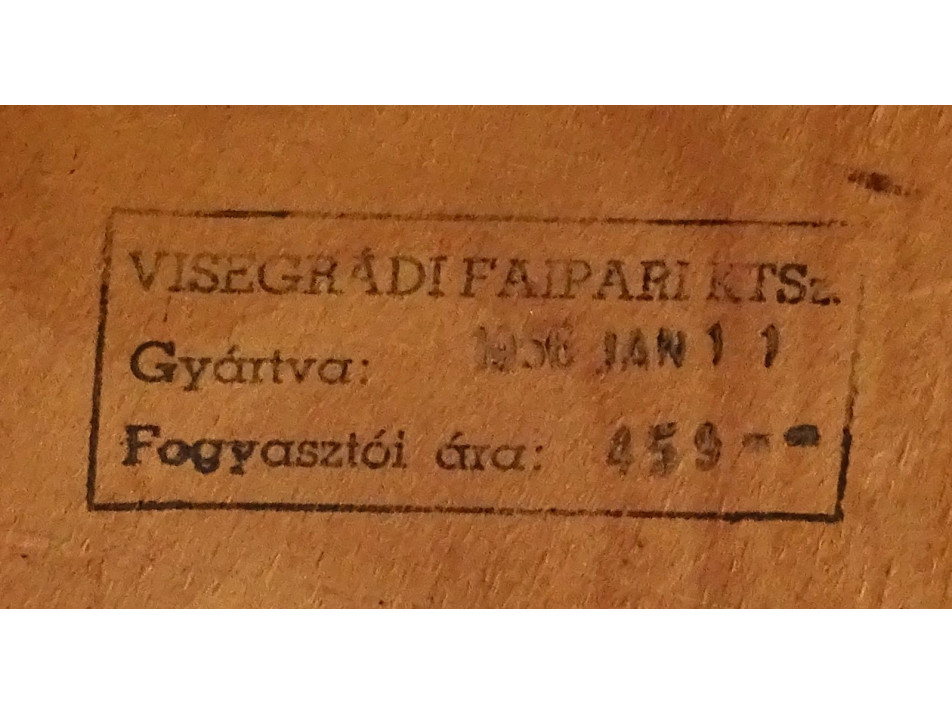 VISEGRÁDI FAIPARI KTSz.
Gyártva: JAN 1 1
Fogyasztói ára: 459--